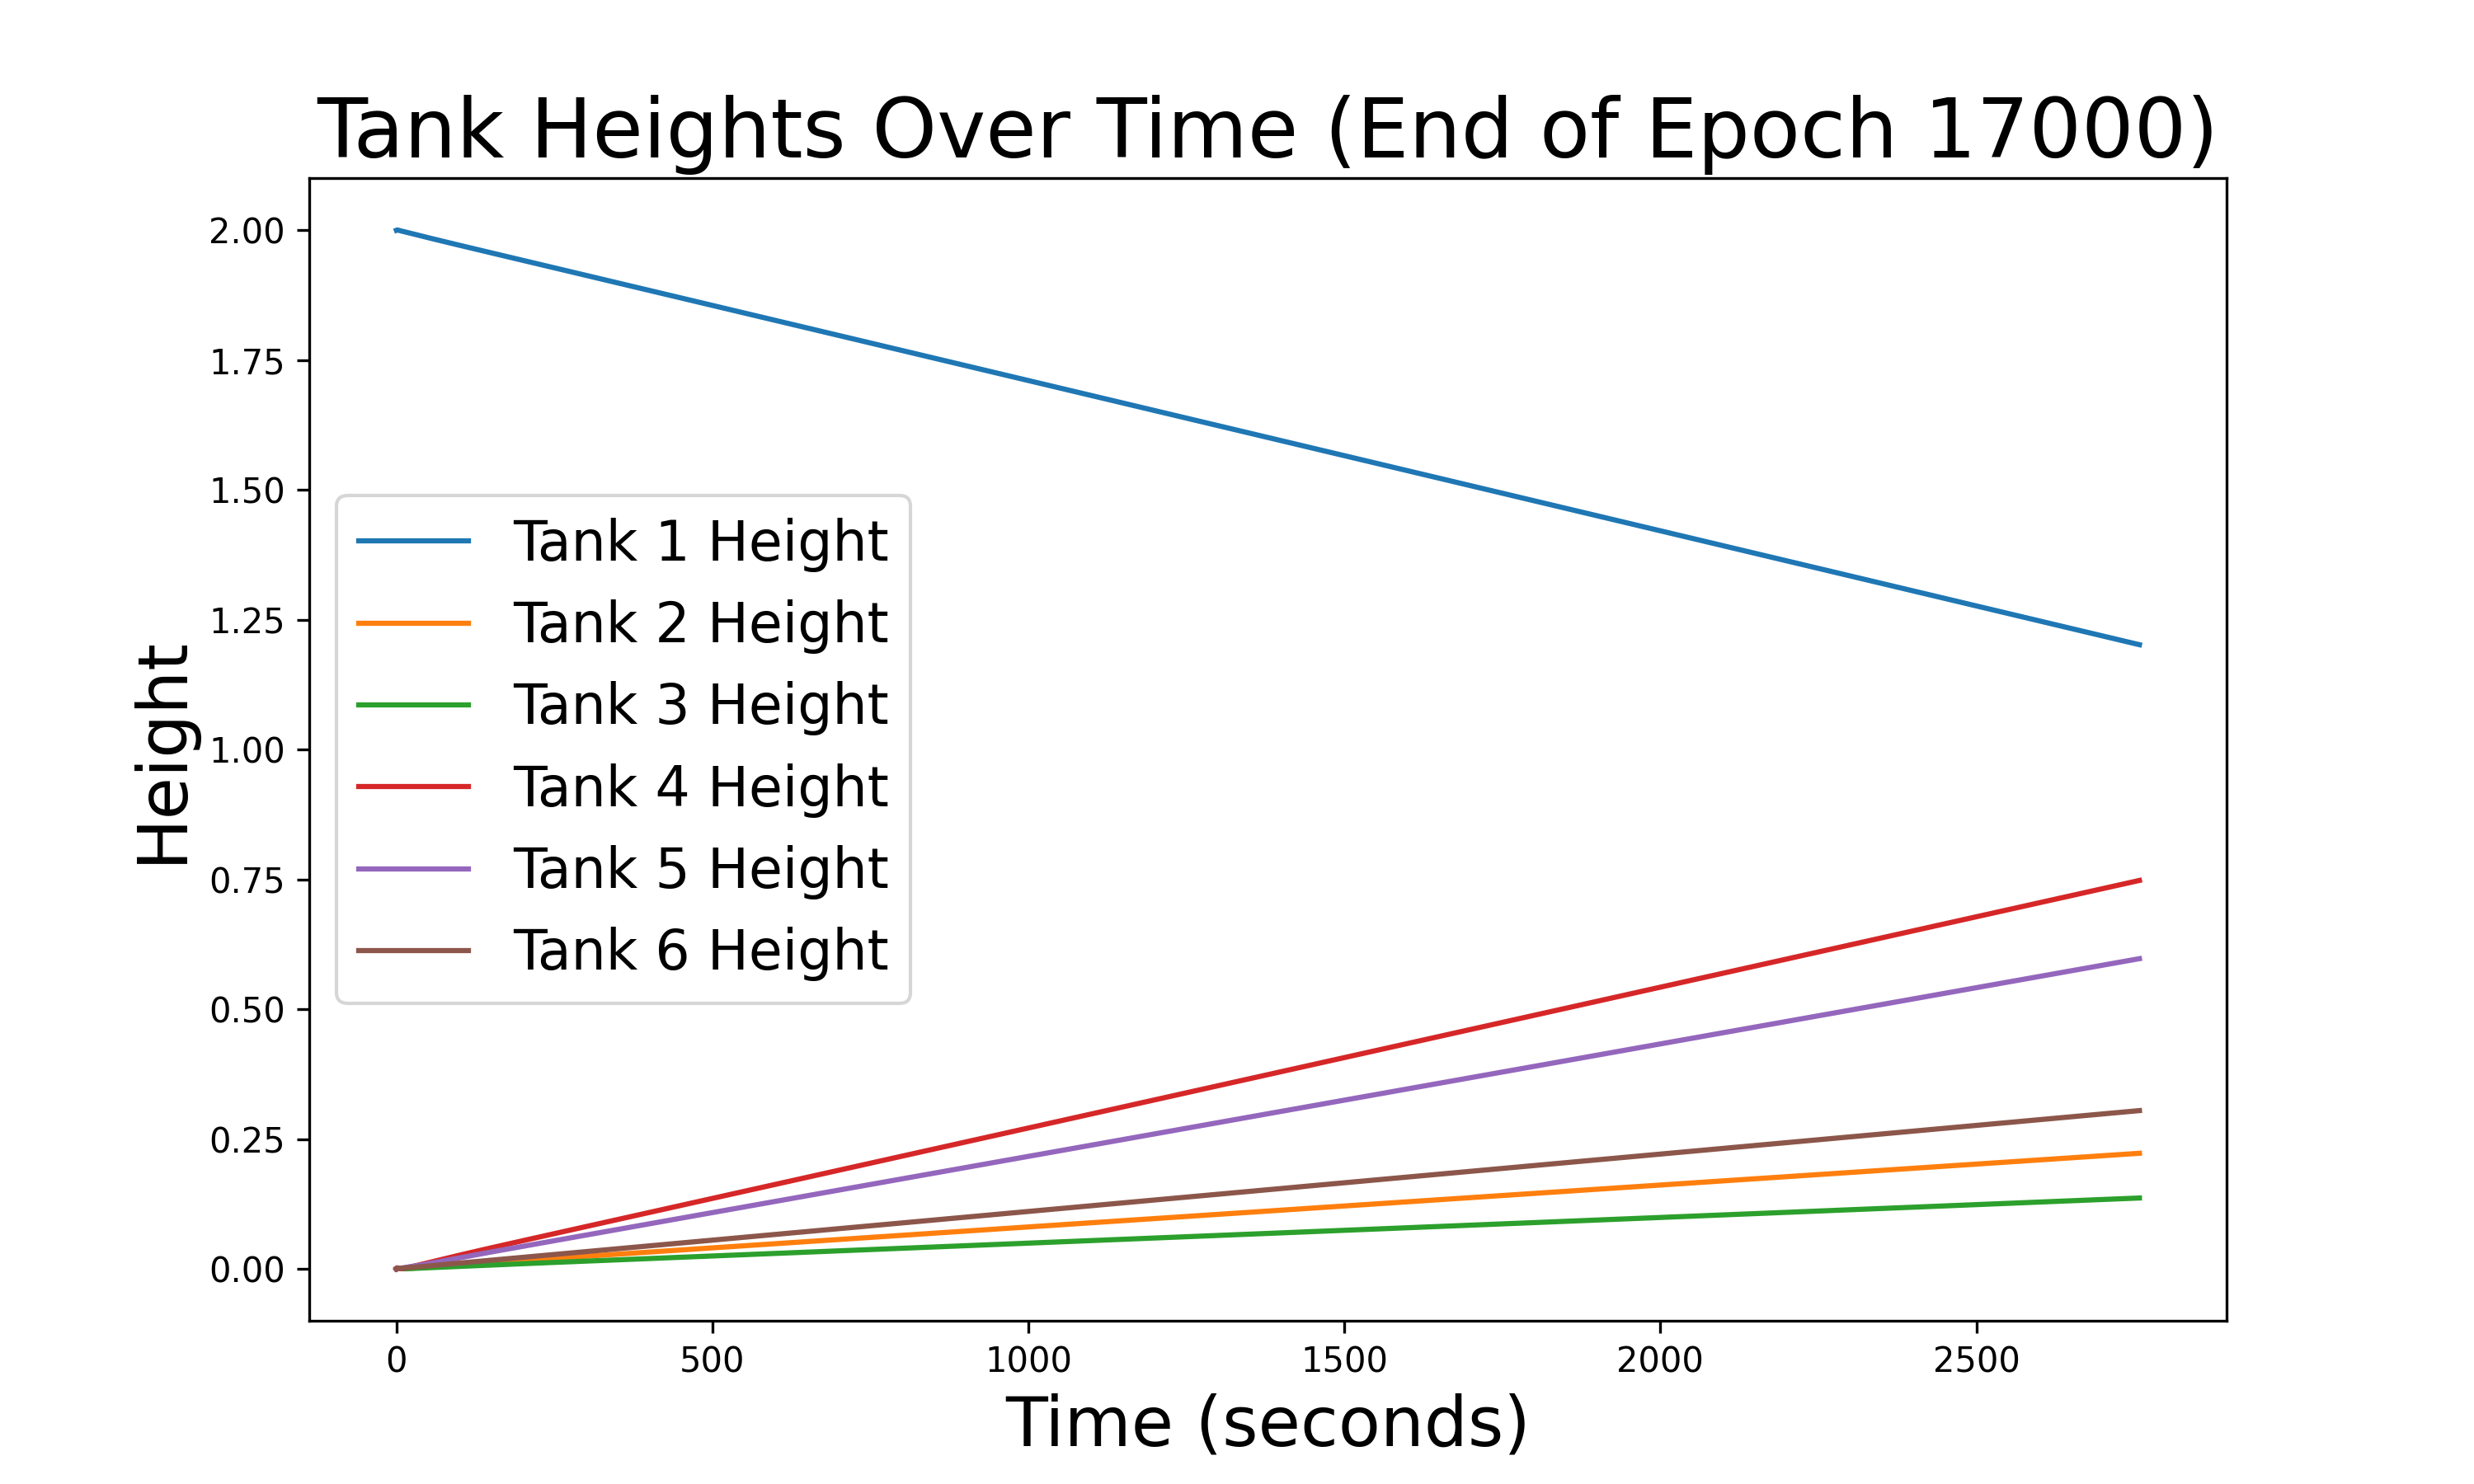 Tank Heights Over Time (End of Epoch 17000)
Height
2.00
1.75
1.50
1.25
1.00
0.75
0.50
0.25
0.00
Tank 1 Height
Tank 2 Height
Tank 3 Height
Tank 4 Height
Tank 5 Height
Tank 6 Height
0 500 1000 1500 2000 2500
Time (seconds)